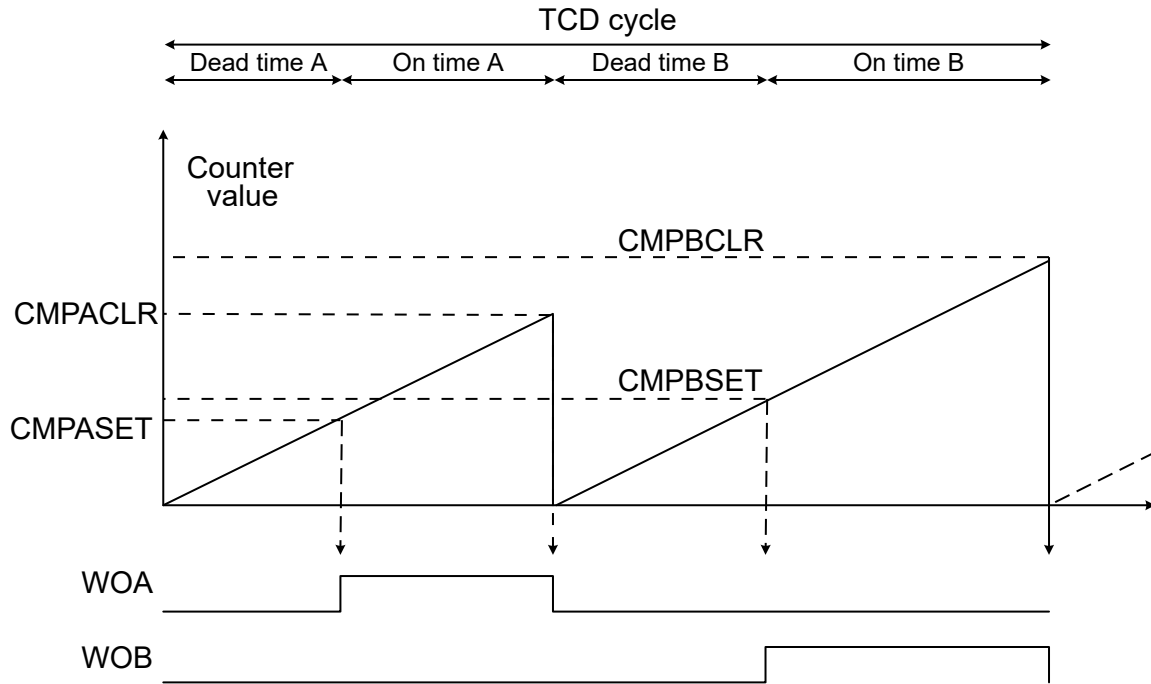 TCD cycle
Dead time A
On time A
Dead time B
On time B
Counter
value
CMPBCLR
CMPACLR
CMPBSET
CMPASET
WOA
WOB